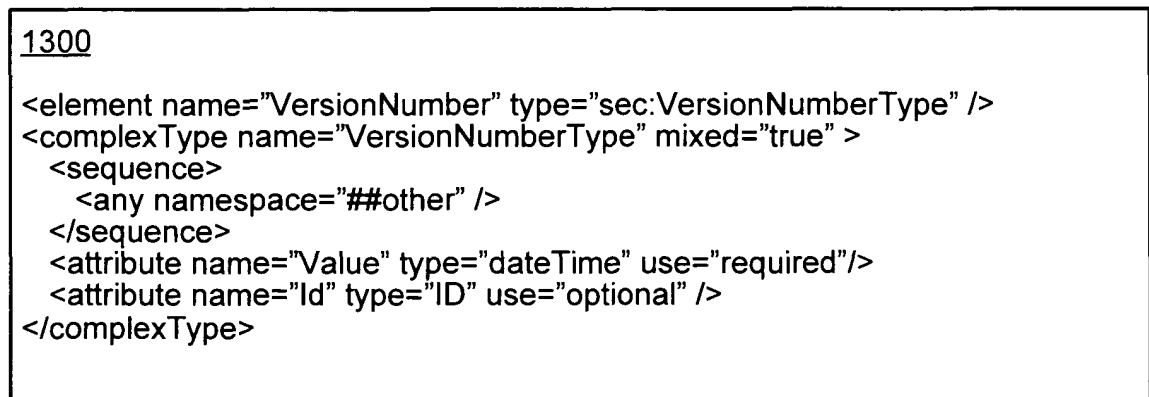 1300
<element name=”VersionNumber” type=”sec:VersionNumberType” />
<complexType name=”VersionNumberType” mixed=”true” >
<sequence>
<any namespace=”##other” />
</sequence>
<attribute name=”Value” type=”dateTime” use=”required”/>
<attribute name=”Id” type=”ID” use=”optional” />
</complexType>